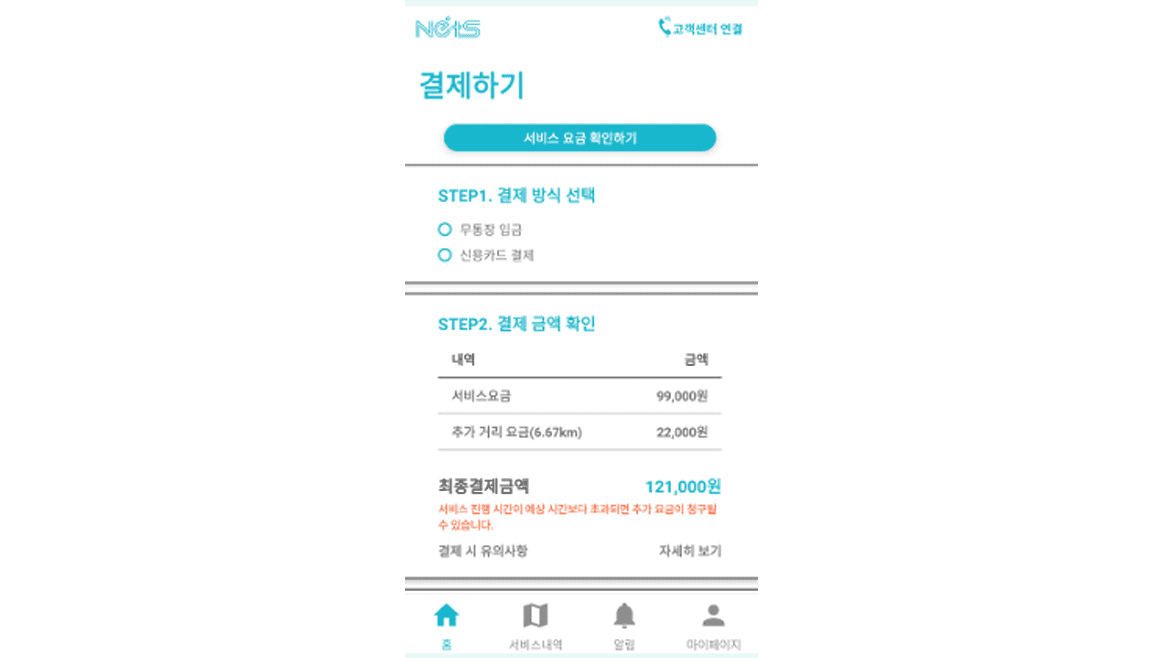 Nets
고객센터 연결
결제하기
서비스 요금 확인하기
STEP1. 결제 방식 선택
무통장 입금
신용카드 결제
STEP2. 결제 금액 확인
내역 금액
서비스요금 99,000원
추가 거리 요금(6.67km) 22,000원
최종결제금액 121,000원
서비스 진행 시간이 예상 시간보다 초과되면 추가 요금이 청구될
수 있습니다.
결제 시 유의사항 자세히 보기
홈 서비스내역 알림 마이페이지